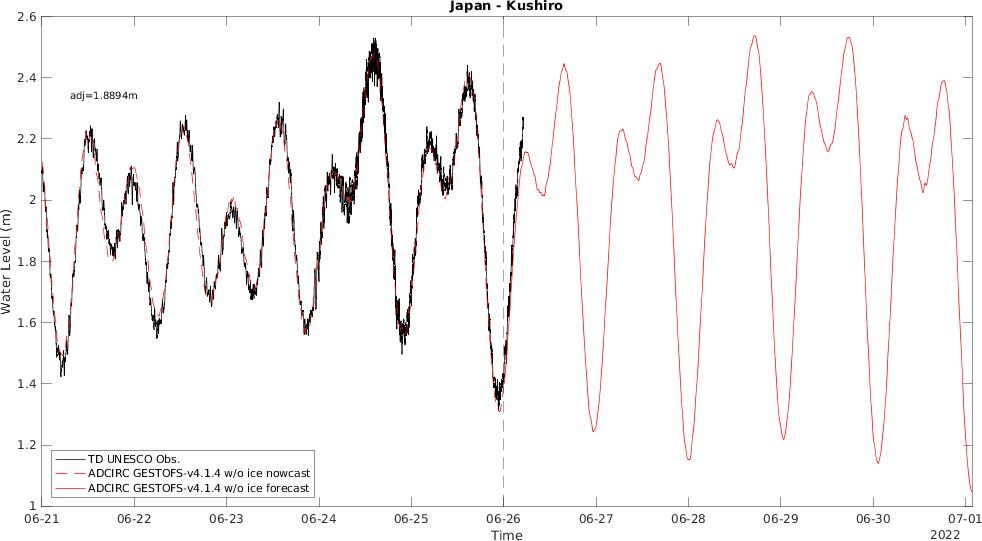 Japan - Kushiro
2.6
2.4
adj=1.8894m
2.2
2
1.8
Water Level (m)
1.6
1.4
1.2
1
TD UNESCO Obs.
ADCIRC GESTOFS-v4.1.4 w/o ice nowcast
ADCIRC GESTOFS-v4.1.4 w/o ice forecast
06-21 06-22 06-23 06-24 06-25 06-26 06-27 06-28 06-29 06-30 07-01
Time
2022